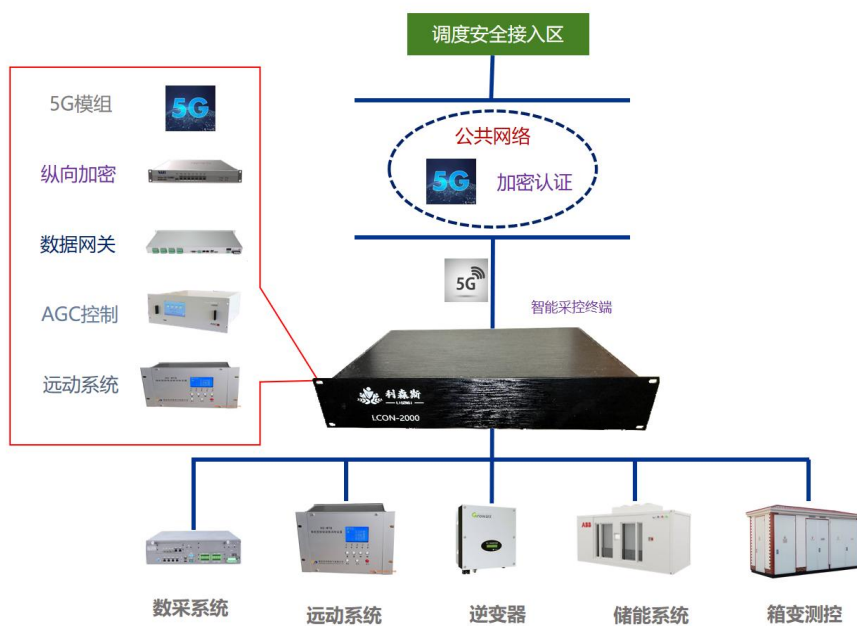 调度安全接入区
5G模组
5G
公共网络
纵向加密
5G
加密认证
数据网关
5G
智能采控终端
AGC控制
远动系统
利森斯
LCON-2000
Growatt
ABB
数采系统
远动系统
逆变器
储能系统
箱变测控